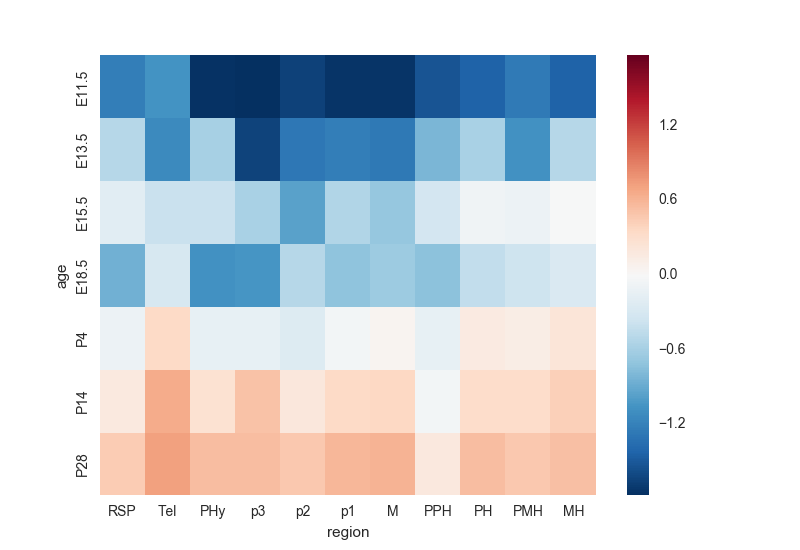 age
E11.5
E13.5
E15.5
E18.5
P4
P14
P28
RSP Tel PHy p3 p2 p1 M PPH PH PMH MH
region
1.2
0.6
0.0
−0.6
−1.2